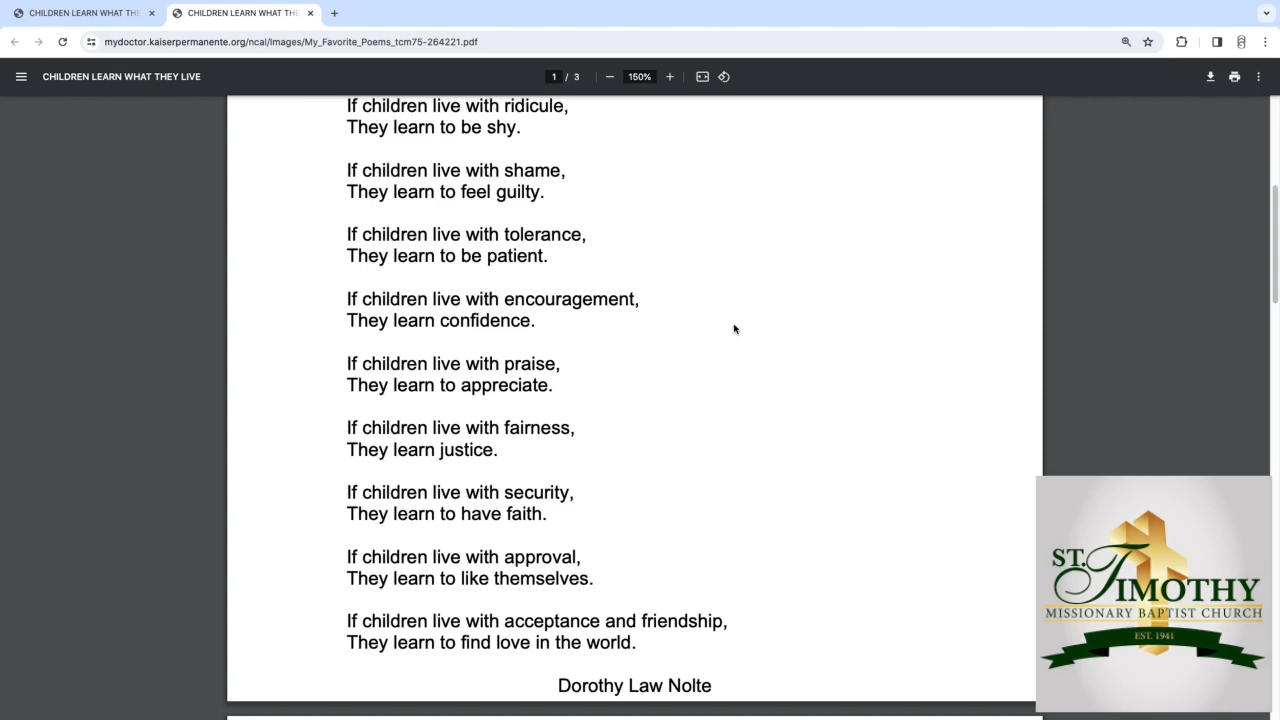 CHILDREN LEARN WHAT THE
CHILDREN LEARN WHAT THE
mydoctor.kaiserpermanente.org/ncal/Images/My_Favorite_Poems_tcm75-264221.pdf
CHILDREN LEARN WHAT THEY LIVE
1 / 3
150%
If children live with ridicule,
They learn to be shy.
If children live with shame,
They learn to feel guilty.
If children live with tolerance,
They learn to be patient.
If children live with encouragement,
They learn confidence.
If children live with praise,
They learn to appreciate.
If children live with fairness,
They learn justice.
If children live with security,
They learn to have faith.
If children live with approval,
They learn to like themselves.
If children live with acceptance and friendship,
They learn to find love in the world.
Dorothy Law Nolte
ST. TIMOTHY
MISSIONARY BAPTIST CHURCH
EST. 1941